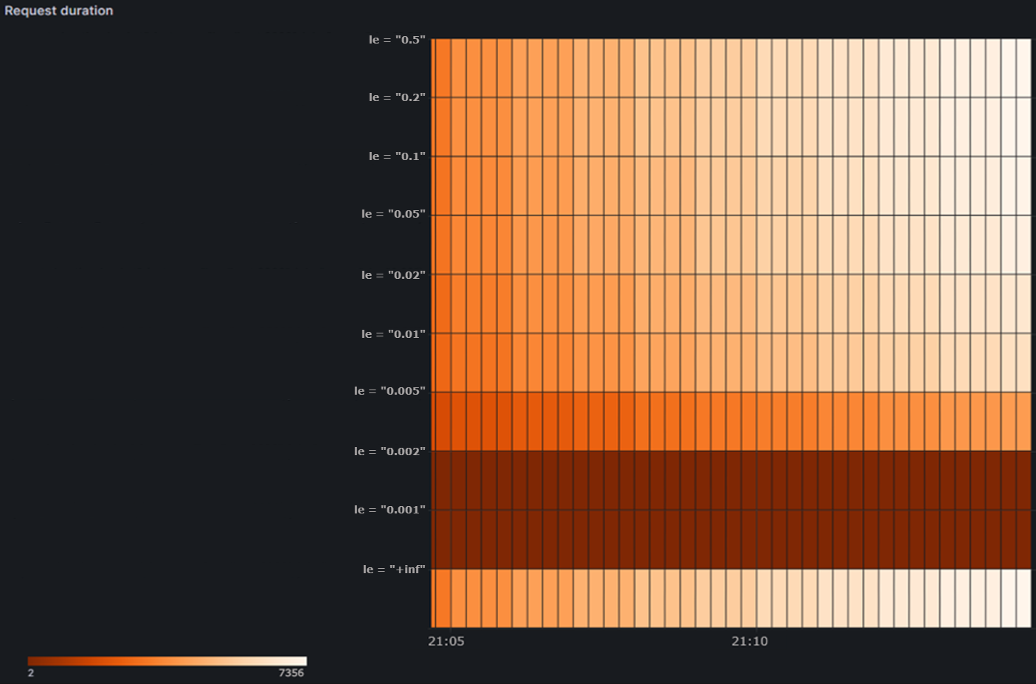 Request duration
le = "0.5"
le = "0.2"
le = "0.1"
le = "0.05"
le = "0.02"
le = "0.01"
le = "0.005"
le = "0.002"
le = "0.001"
le = "+inf"
21:05 21:10
2 7356